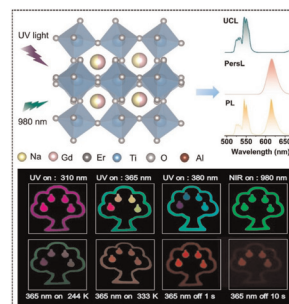 UV light
980 nm
UCL
PersL
PL
500 550 600 650
Wavelength (nm)
Na Gd Er Ti O Al
UV on : 310 nm UV on : 365 nm UV on : 380 nm NIR on : 980 nm
365 nm on 244 K 365 nm on 333 K 365 nm off 1 s 365 nm off 10 s